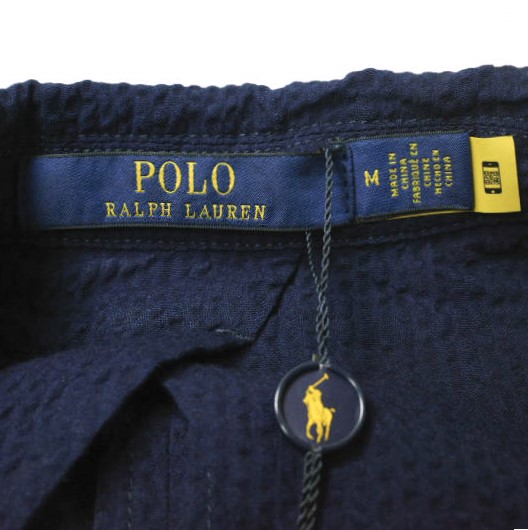 POLO
RALPH LAUREN
M
MADE IN
CHINA
FABRIQUÉ EN
CHINE
HECHO EN
CHINA